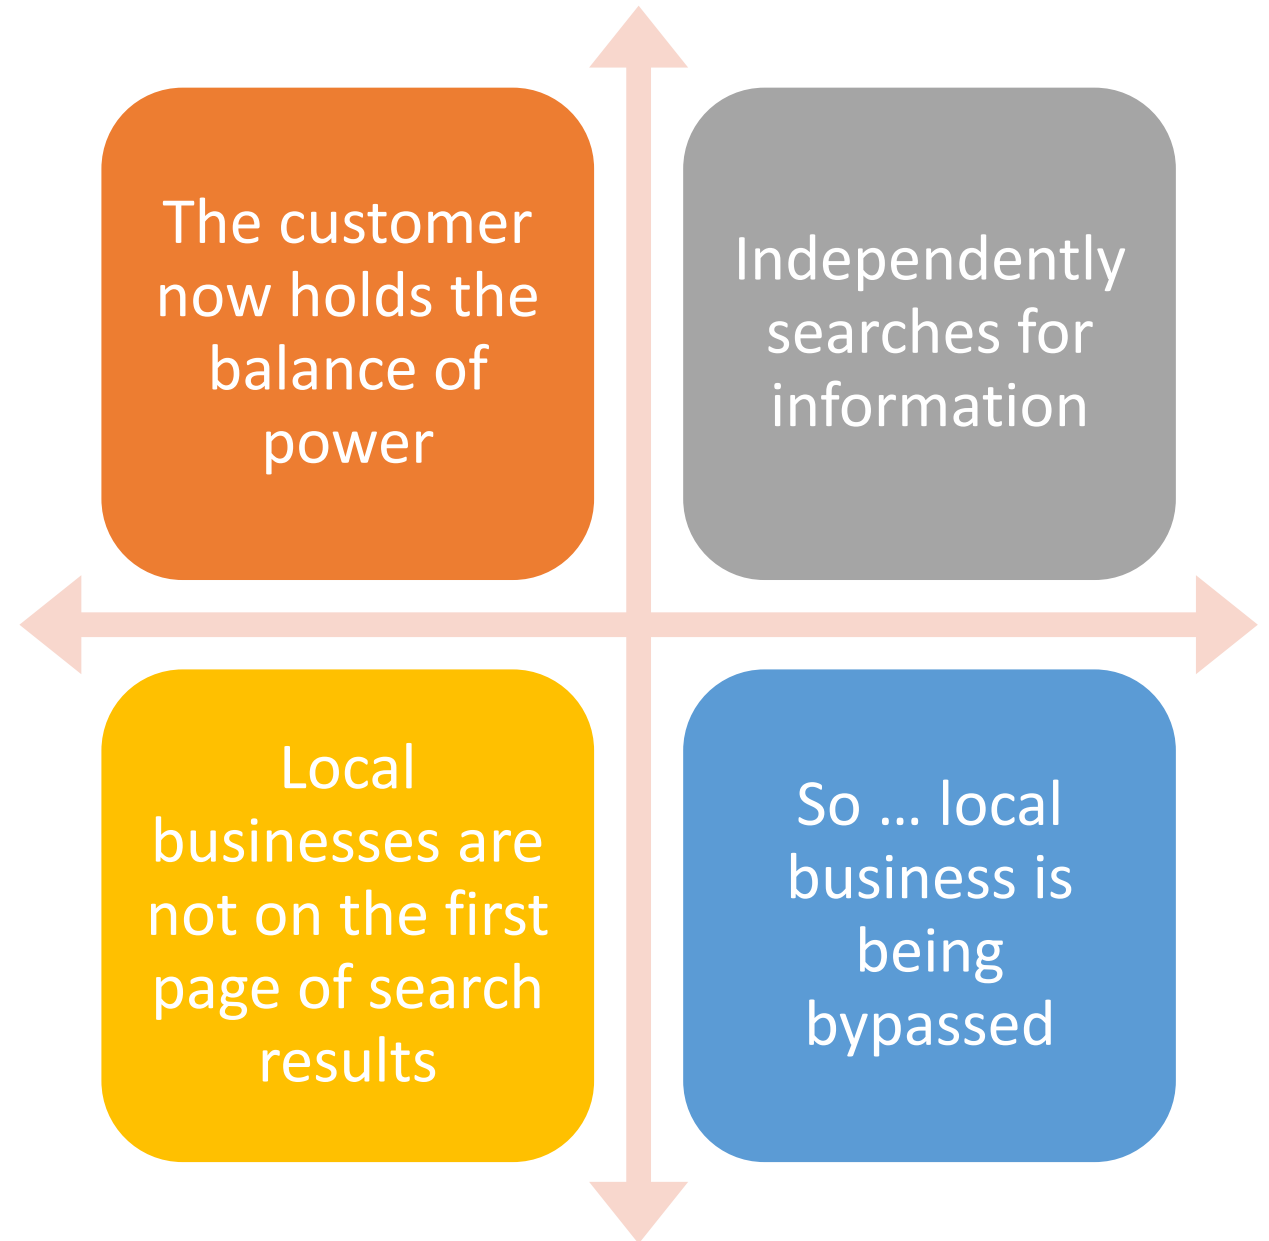 The customer
now holds the
balance of
power
Independently
searches for
information
Local
businesses are
not on the first
page of search
results
So … local
business is
being
bypassed